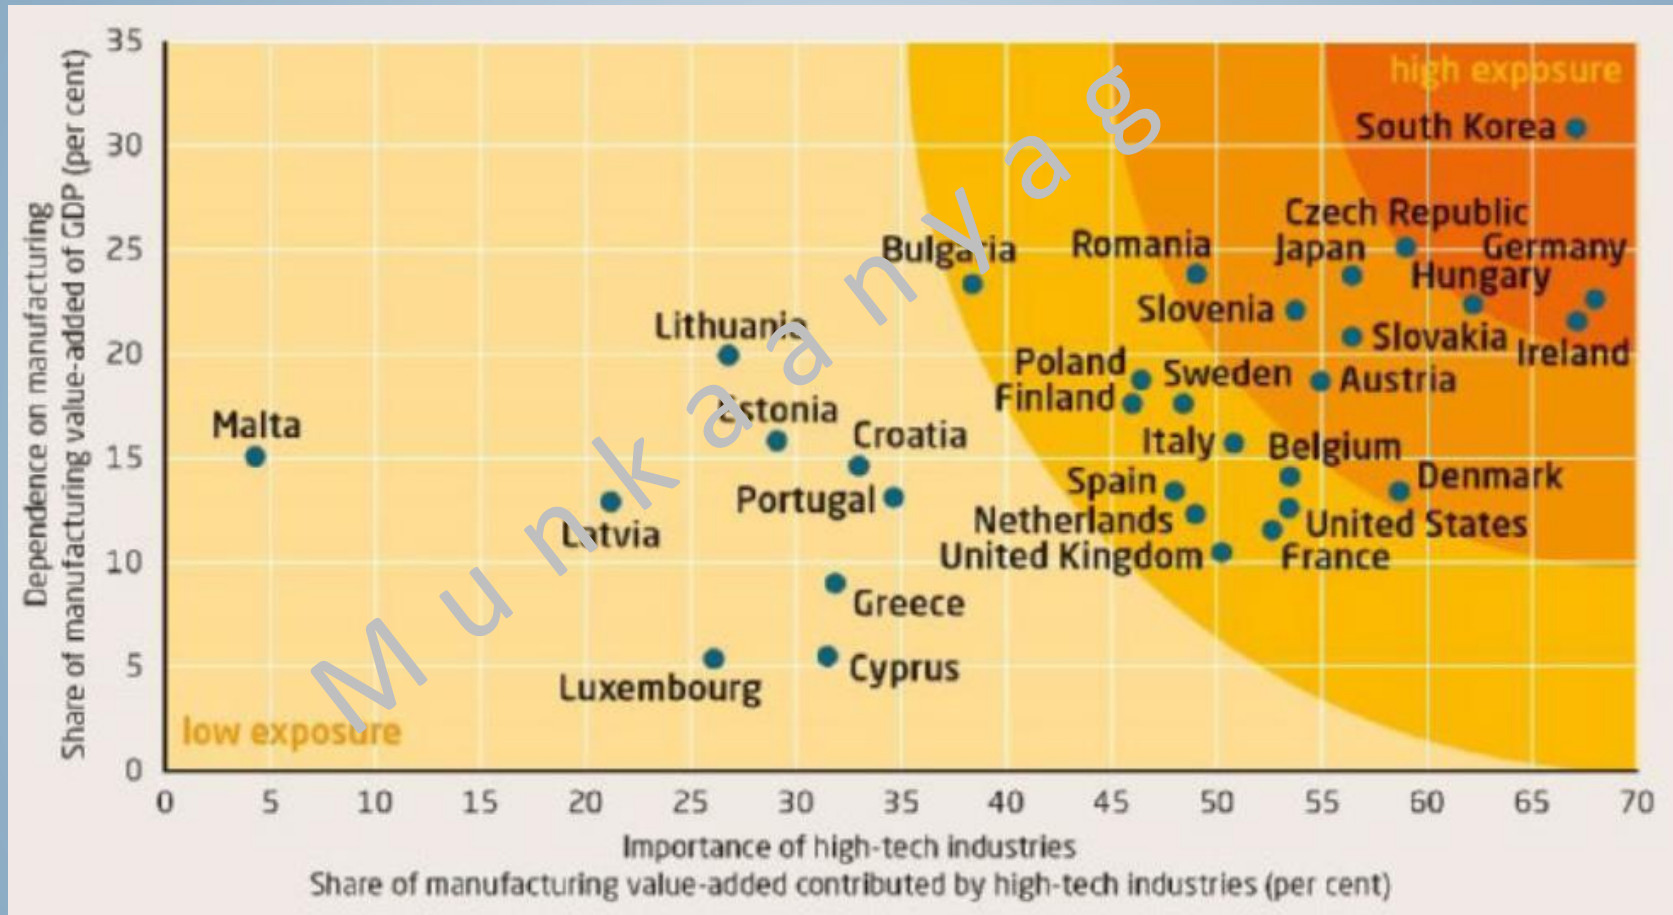 Dependence on manufacturing
Share of manufacturing value-added of GDP (per cent)
35
30
25
20
15
10
5
0
high exposure
South Korea
Czech Republic
Bulgaria
Romania
Japan
Germany
Hungary
Slovenia
Lithuania
Slovakia
Ireland
Poland
Sweden
Austria
Finland
Malta
Estonia
Croatia
Italy
Belgium
Spain
Denmark
Portugal
Netherlands
United States
Latvia
United Kingdom
France
Greece
Cyprus
Luxembourg
low exposure
Munkaanyag
0 5 10 15 20 25 30 35 40 45 50 55 60 65 70
Importance of high-tech industries
Share of manufacturing value-added contributed by high-tech industries (per cent)